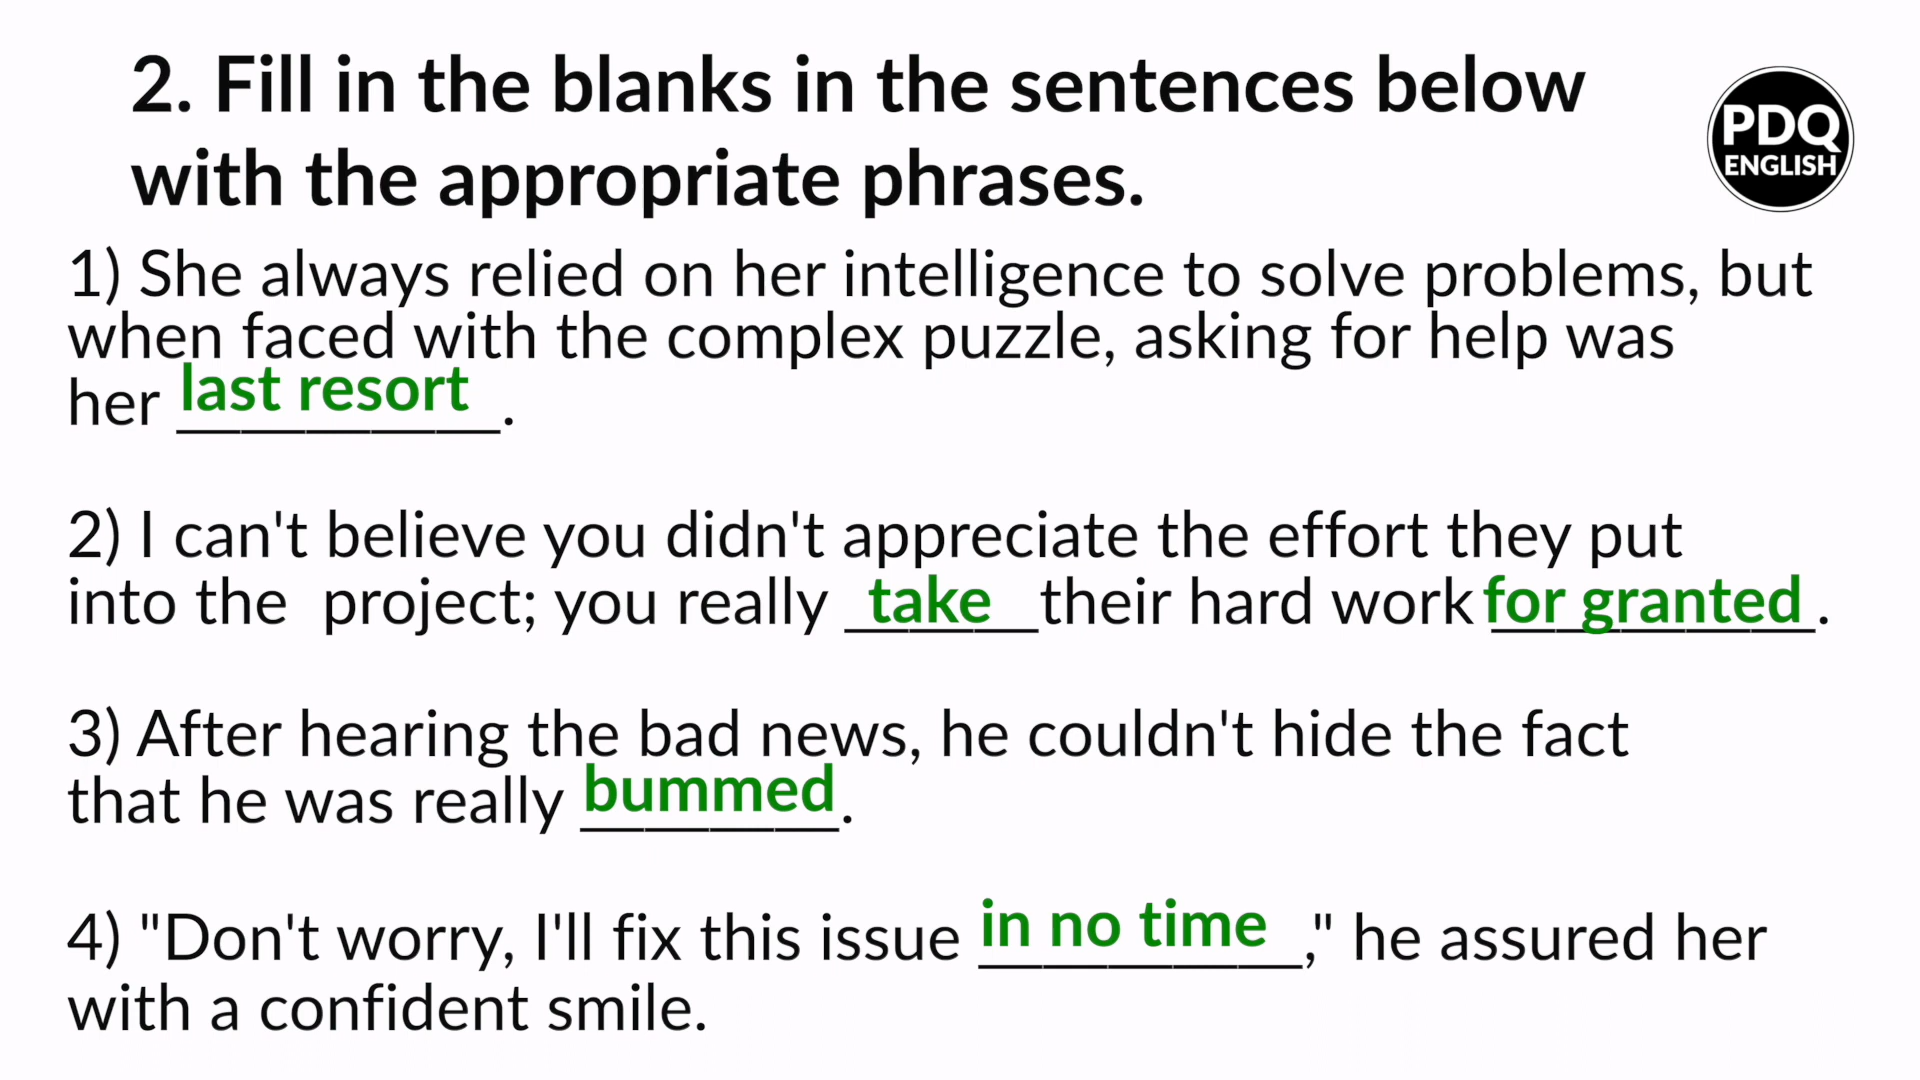 2. Fill in the blanks in the sentences below
with the appropriate phrases.
PDQ
ENGLISH
1) She always relied on her intelligence to solve problems, but
when faced with the complex puzzle, asking for help was
her last resort.
2) I can't believe you didn't appreciate the effort they put
into the project; you really take their hard work for granted.
3) After hearing the bad news, he couldn't hide the fact
that he was really bummed.
4) "Don't worry, I'll fix this issue in no time," he assured her
with a confident smile.